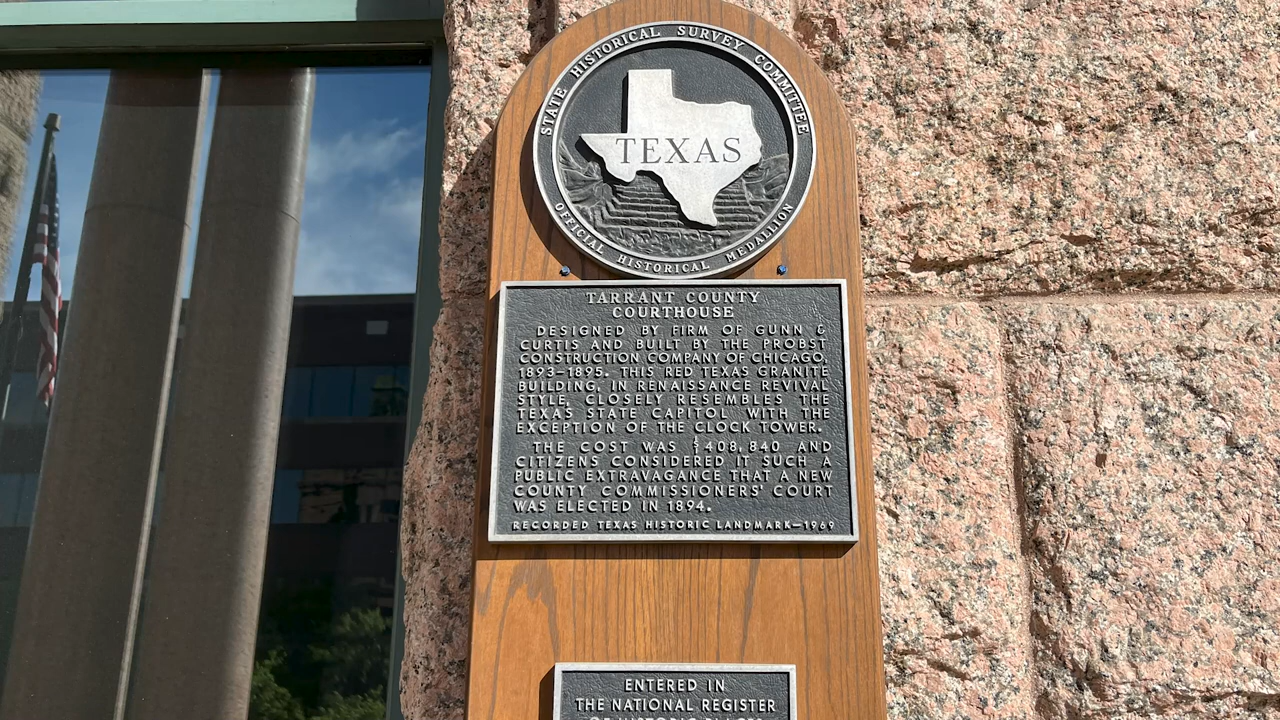 STATE HISTORICAL SURVEY COMMITTEE
TEXAS
OFFICIAL HISTORICAL MEDALLION
TARRANT COUNTY
COURTHOUSE
DESIGNED BY FIRM OF GUNN &
CURTIS AND BUILT BY THE PROBST
CONSTRUCTION COMPANY OF CHICAGO,
1893-1895. THIS RED TEXAS GRANITE
BUILDING, IN RENAISSANCE REVIVAL
STYLE, CLOSELY RESEMBLES THE
TEXAS STATE CAPITOL WITH THE
EXCEPTION OF THE CLOCK TOWER.
THE COST WAS $408,840 AND
CITIZENS CONSIDERED IT SUCH A
PUBLIC EXTRAVAGANCE THAT A NEW
COUNTY COMMISSIONERS' COURT
WAS ELECTED IN 1894.
RECORDED TEXAS HISTORIC LANDMARK—1969
ENTERED IN
THE NATIONAL REGISTER